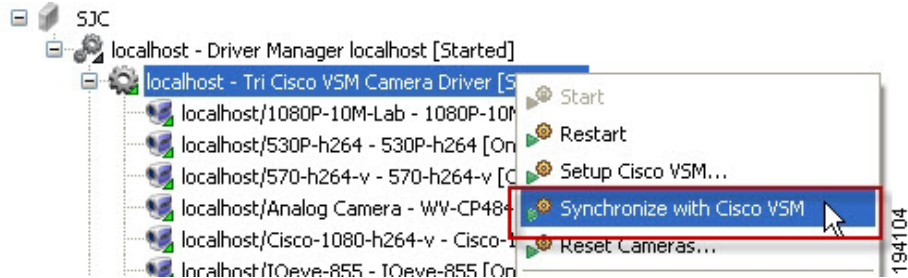 SJC
localhost - Driver Manager localhost [Started]
localhost - Tri Cisco VSM Camera Driver [S
localhost/1080P-10M-Lab - 1080P-10M
localhost/530P-h264 - 530P-h264 [On
localhost/570-h264-v - 570-h264-v [O
localhost/Analog Camera - WV-CP484
localhost/Cisco-1080-h264-v - Cisco-1
localhost/IQeye-855 - IQeye-855 [On
Start
Restart
Setup Cisco VSM...
Synchronize with Cisco VSM
Reset Cameras...
194104